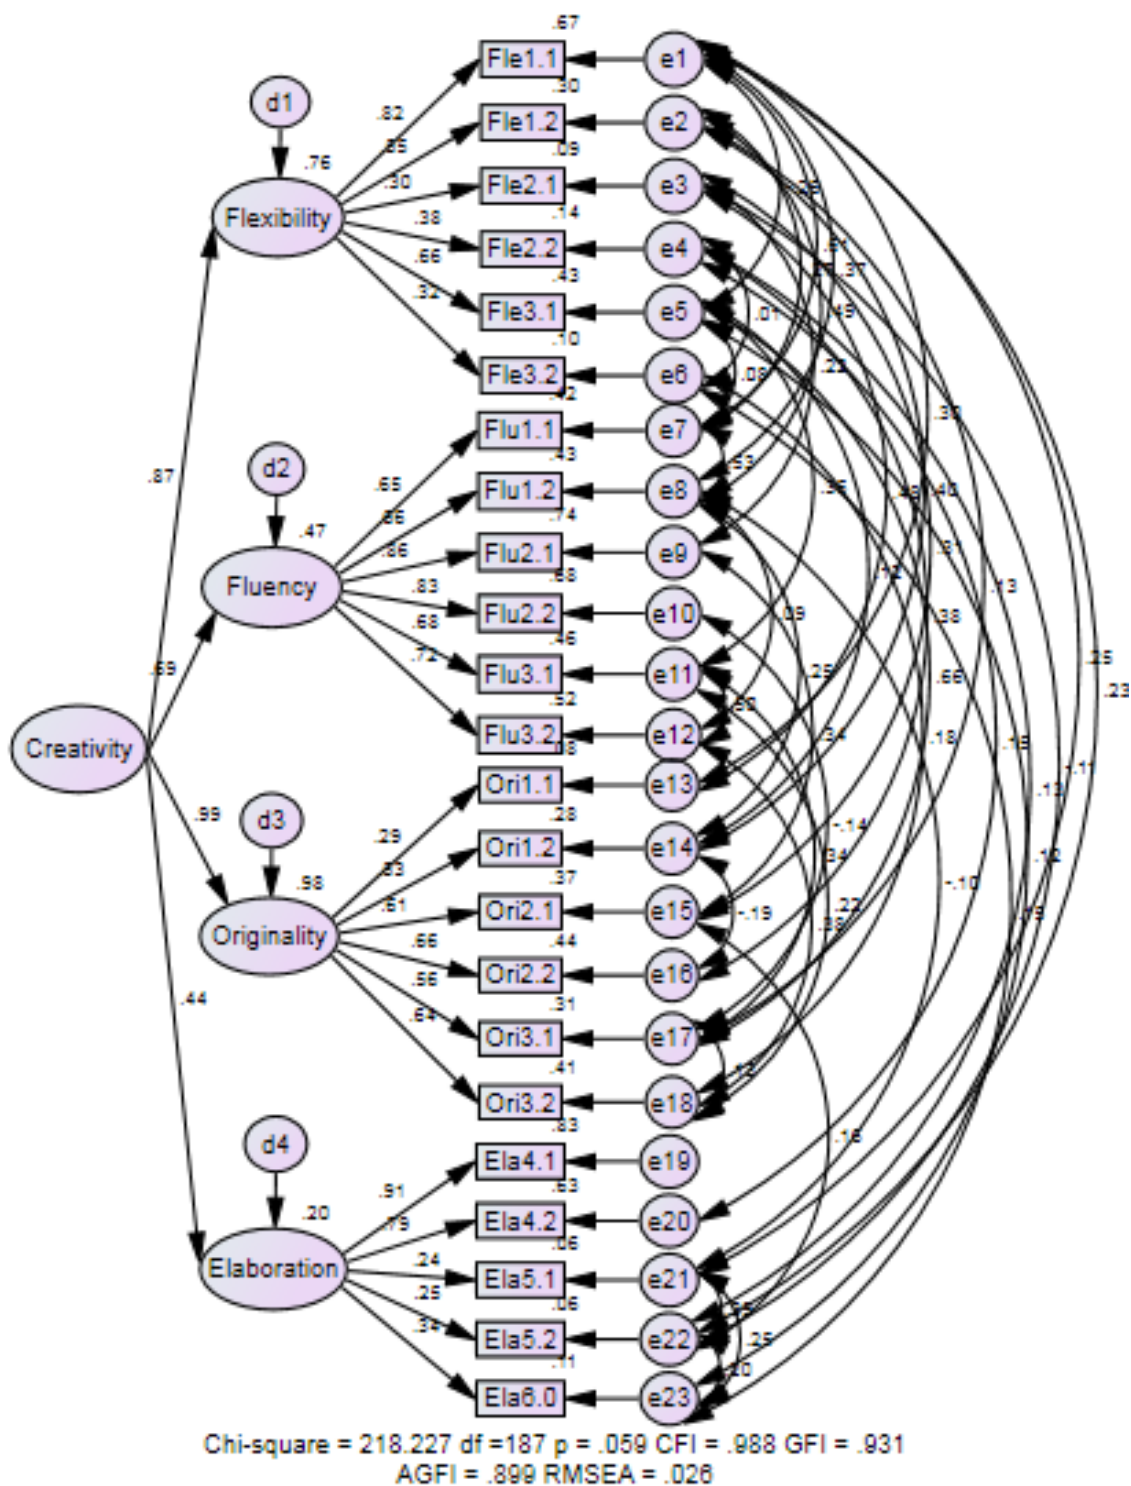 .67
Fle1.1
e1
.30
d1
.82
Fle1.2
e2
.09
.76
.30
Fle2.1
e3
Flexibility
.38
.14
Fle2.2
e4
.37
.66
.43
.49
.32
Fle3.1
e5
.01
.10
.22
Fle3.2
e6
.08
Flu1.1
e7
d2
.43
.87
.65
Flu1.2
e8
.47
.74
.86
Flu2.1
e9
Fluency
.83
.68
.13
.68
Flu2.2
e10
.09
.38
.72
.46
.25
Flu3.1
e11
.25
.66
.69
.52
.23
Flu3.2
e12
.34
.18
Creativity
Ori1.1
e13
-.11
.99
d3
.28
.29
Ori1.2
e14
-.14
.98
.37
.34
.61
Ori2.1
e15
-.19
-.10
Originality
.66
.44
Ori2.2
e16
.56
.44
.31
.64
Ori3.1
e17
.41
Ori3.2
e18
d4
.83
.16
Ela4.1
e19
.91
.63
.20
.79
Ela4.2
e20
.06
.24
Elaboration
Ela5.1
e21
.25
.06
.34
Ela5.2
e22
.25
.11
Ela6.0
e23
Chi-square = 218.227 df =187 p = .059 CFI = .988 GFI = .931
AGFI = .899 RMSEA = .026